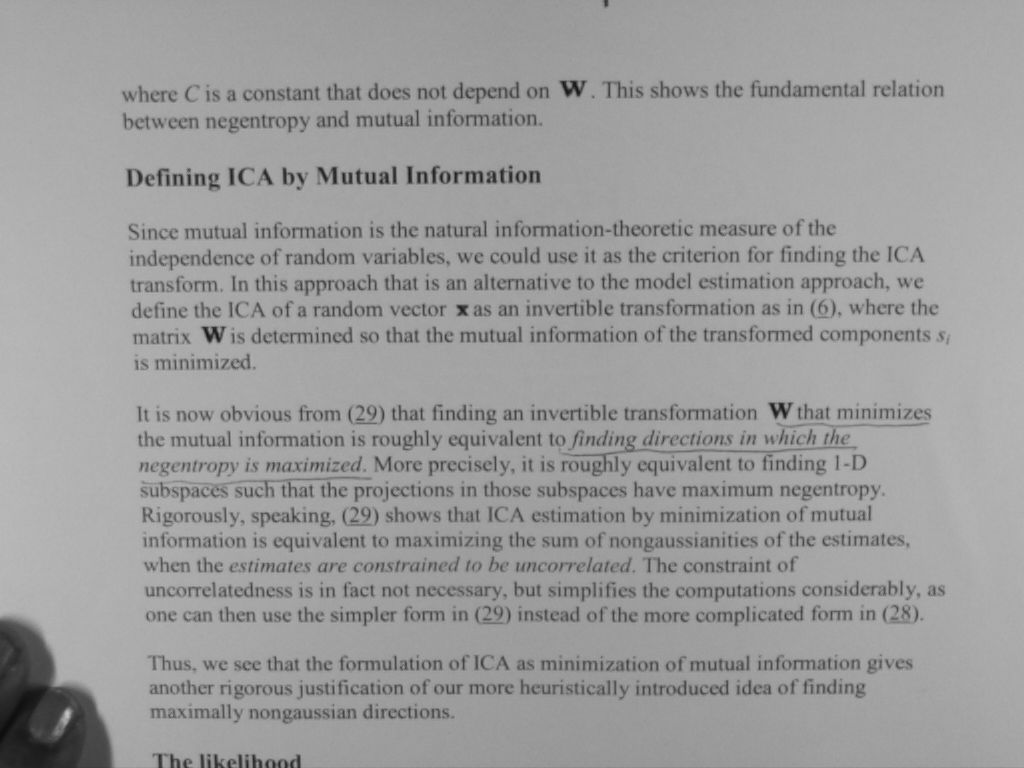 where C is a constant that does not depend on W. This shows the fundamental relation
between negentropy and mutual information.
Defining ICA by Mutual Information
Since mutual information is the natural information-theoretic measure of the
independence of random variables, we could use it as the criterion for finding the ICA
transform. In this approach that is an alternative to the model estimation approach, we
define the ICA of a random vector x as an invertible transformation as in (6), where the
matrix W is determined so that the mutual information of the transformed components sᵢ
is minimized.
It is now obvious from (29) that finding an invertible transformation W that minimizes
the mutual information is roughly equivalent to finding directions in which the
negentropy is maximized. More precisely, it is roughly equivalent to finding 1-D
subspaces such that the projections in those subspaces have maximum negentropy.
Rigorously, speaking, (29) shows that ICA estimation by minimization of mutual
information is equivalent to maximizing the sum of nongaussianities of the estimates,
when the estimates are constrained to be uncorrelated. The constraint of
uncorrelatedness is in fact not necessary, but simplifies the computations considerably, as
one can then use the simpler form in (29) instead of the more complicated form in (28).
Thus, we see that the formulation of ICA as minimization of mutual information gives
another rigorous justification of our more heuristically introduced idea of finding
maximally nongaussian directions.
The likelihood